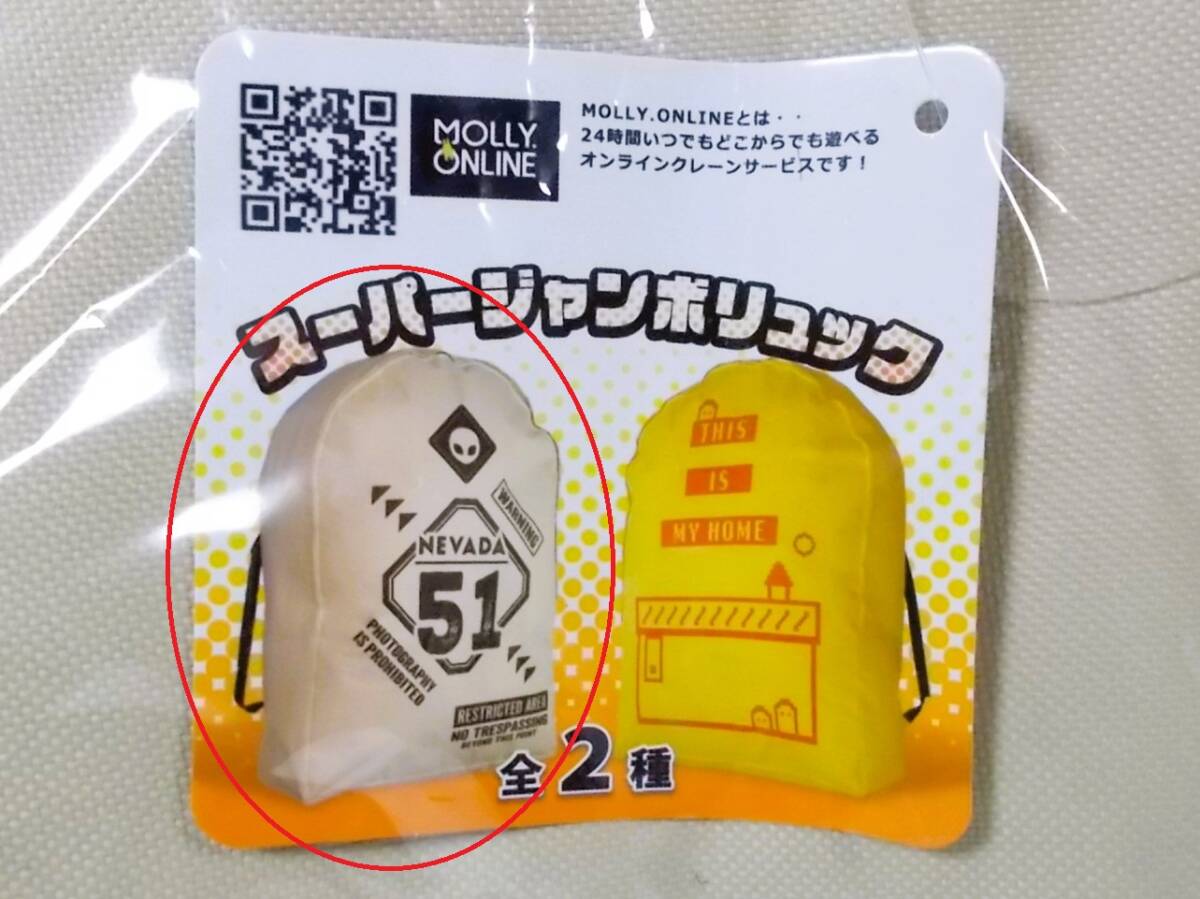 MOLLY.
ONLINE
MOLLY.ONLINEとは・・
24時間いつでもどこからでも遊べる
オンラインクレーンサービスです！
スーパージャンボリュック
WARNING
NEVADA
51
PHOTOGRAPHY
IS PROHIBITED
RESTRICTED AREA
NO TRESPASSING
BEYOND THIS POINT
THIS
IS
MY HOME
全2種